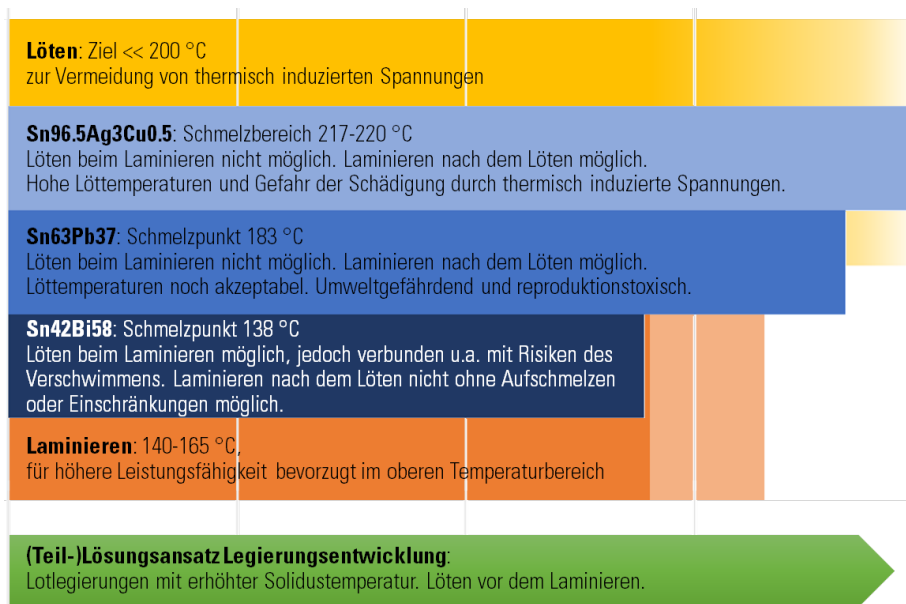 Löten: Ziel << 200 °C
zur Vermeidung von thermisch induzierten Spannungen
Sn96.5Ag3Cu0.5: Schmelzbereich 217-220 °C
Löten beim Laminieren nicht möglich. Laminieren nach dem Löten möglich.
Hohe Löttemperaturen und Gefahr der Schädigung durch thermisch induzierte Spannungen.
Sn63Pb37: Schmelzpunkt 183 °C
Löten beim Laminieren nicht möglich. Laminieren nach dem Löten möglich.
Löttemperaturen noch akzeptabel. Umweltgefährdend und reproduktionstoxisch.
Sn42Bi58: Schmelzpunkt 138 °C
Löten beim Laminieren möglich, jedoch verbunden u.a. mit Risiken des
Verschwimmens. Laminieren nach dem Löten nicht ohne Aufschmelzen
oder Einschränkungen möglich.
Laminieren: 140-165 °C,
für höhere Leistungsfähigkeit bevorzugt im oberen Temperaturbereich
(Teil-)Lösungsansatz Legierungsentwicklung:
Lotlegierungen mit erhöhter Solidustemperatur. Löten vor dem Laminieren.